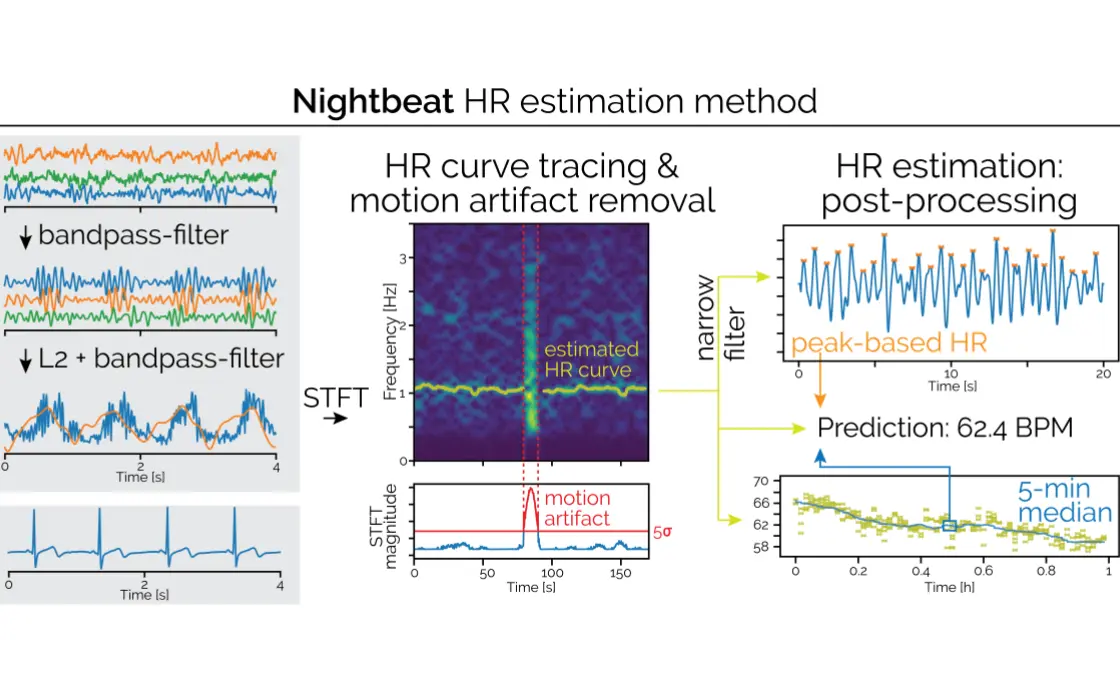 Nightbeat HR estimation method
bandpass-filter
L2 + bandpass-filter
0 2 4
Time [s]
0 2 4
Time [s]
STFT
HR curve tracing &
motion artifact removal
Frequency [Hz]
3
2
1
0
estimated
HR curve
STFT
magnitude
motion
artifact
5σ
0 50 100 150
Time [s]
narrow
filter
HR estimation:
post-processing
peak-based HR
0 10 20
Time [s]
Prediction: 62.4 BPM
70
66
62
58
5-min
median
0 0.2 0.4 0.6 0.8 1
Time [h]